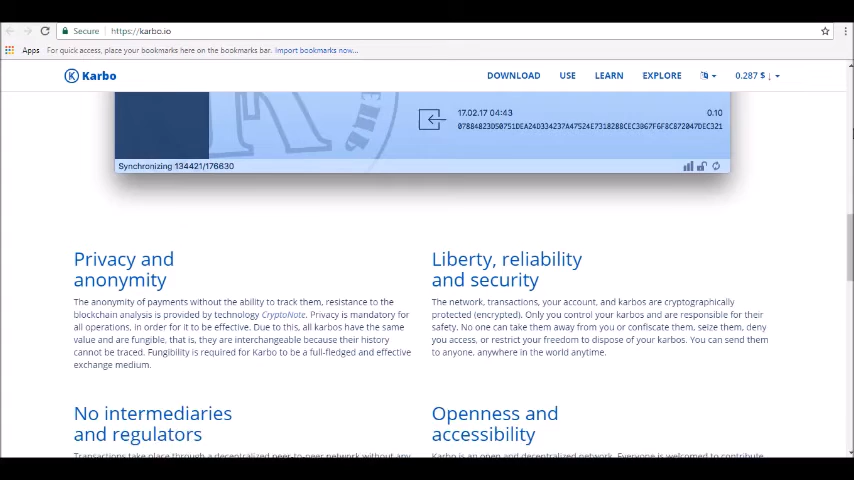 Secure https://karbo.io
Apps For quick access, place your bookmarks here on the bookmarks bar. Import bookmarks now...
Karbo DOWNLOAD USE LEARN EXPLORE 0.287 $
17.02.17 04:43 0.10
Synchronizing 134421/176630
Privacy and
anonymity
The anonymity of payments without the ability to track them, resistance to the
blockchain analysis is provided by technology CryptoNote. Privacy is mandatory for
all operations, in order for it to be effective. Due to this, all karbos have the same
value and are fungible, that is, they are interchangeable because their history
cannot be traced. Fungibility is required for Karbo to be a full-fledged and effective
exchange medium.
Liberty, reliability
and security
The network, transactions, your account, and karbos are cryptographically
protected (encrypted). Only you control your karbos and are responsible for their
safety. No one can take them away from you or confiscate them, seize them, deny
you access, or restrict your freedom to dispose of your karbos. You can send them
to anyone, anywhere in the world anytime.
No intermediaries
and regulators
Transactions take place through a decentralized peer-to-peer network without any
Openness and
accessibility
Karbo is an open and decentralized network. Everyone is welcomed to contribute